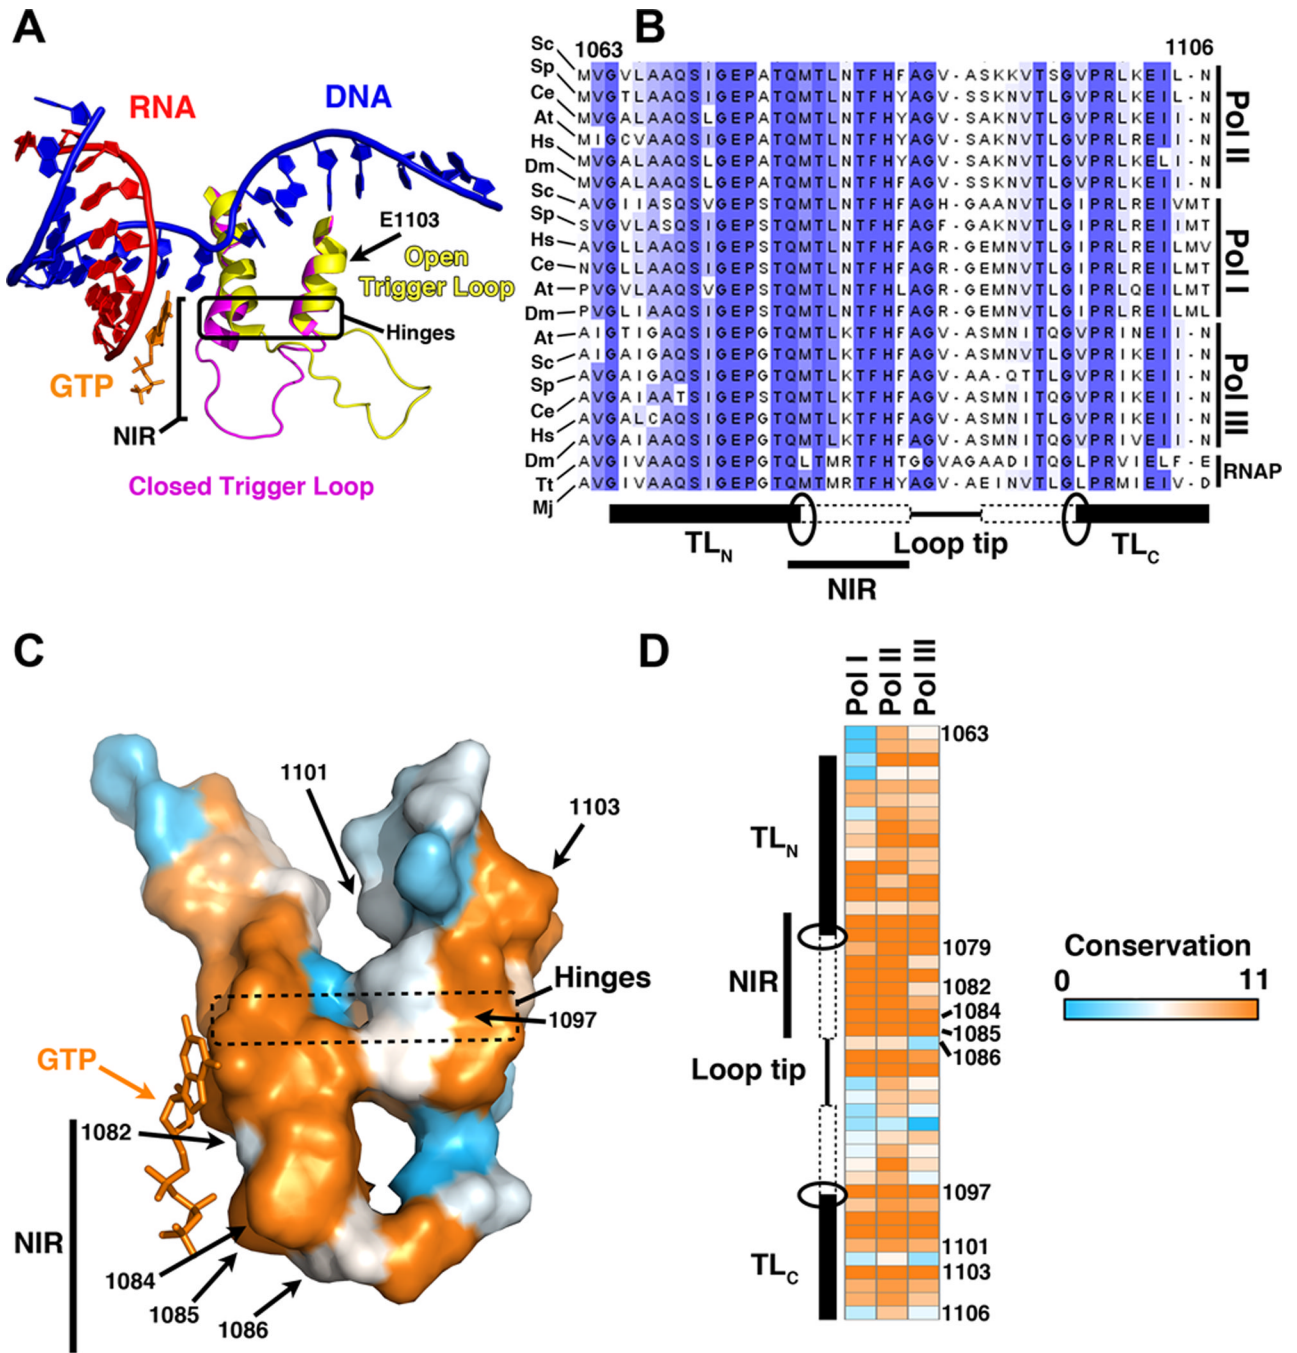 A
RNA
DNA
E1103
Open
Trigger Loop
Hinges
GTP
NIR
Closed Trigger Loop
B
1063
1106
Sc MVGVLAAQSIGEPATQMTLNTFHFAGV-ASKKVTSGVPRLKEIL-N
Sp MVGTLAAQSIGEPATQMTLNTFHYAGV-SSKNVTLGVPRLKEIL-N
Ce MVGALAAQSLGEPATQMTLNTFHYAGV-SAKNVTLGVPRLKEII-N
At MIGCVAAQSIGEPATQMTLNTFHYAGV-SAKNVTLGVPRLREII-N
Hs MVGALAAQSLGEPATQMTLNTFHYAGV-SAKNVTLGVPRLKELI-N
Dm MVGALAAQSLGEPATQMTLNTFHFAGV-SSKNVTLGVPRLKEII-N
Sc AVGIIASQSVGEPSTQMTLNTFHFAGH-GAANVTLGIPRLREIVMT
Sp SVGVLASQSIGEPSTQMTLNTFHFAGF-GAKNVTLGIPRLREIIMT
Hs AVGLLAAQSIGEPSTQMTLNTFHFAGR-GEMNVTLGIPRLREILMV
Ce NVGLLAAQSIGEPSTQMTLNTFHFAGR-GEMNVTLGIPRLREILMT
At PVGVLAAQSVGEPSTQMTLNTFHLAGR-GEMNVTLGIPRLQEILMT
Dm PVGLIAAQSIGEPSTQMTLNTFHFAGR-GEMNVTLGIPRLREILML
At AIGTIGAQSIGEPGTQMTLKTFHFAGV-ASMNITQGVPRINEII-N
Sc AIGAIGAQSIGEPGTQMTLKTFHFAGV-ASMNVTLGVPRIKEII-N
Sp AVGAIGAQSIGEPGTQMTLKTFHFAGV-AA-QTTLGVPRIKEII-N
Ce AVGAIAATSIGEPGTQMTLKTFHFAGV-ASMNITQGVPRIKEII-N
Hs AVGALCAQSIGEPGTQMTLKTFHFAGV-ASMNITLGVPRIKEII-N
Dm AVGAIAAQSIGEPGTQMTLKTFHFAGV-ASMNITQGVPRIVEII-N
Tt AVGIVAAQSIGEPGTQLTMRTFHTGGVAGAADITQGLPRVIELF-E
Mj AVGIVAAQSIGEPGTQMTMRTFHYAGV-AEINVTLGLPRMIEIV-D
Pol II
Pol I
Pol III
RNAP
TLN
Loop tip
TLC
NIR
C
1101
1103
Hinges
1097
GTP
1082
NIR
1084
1085
1086
D
Pol I
Pol II
Pol III
1063
TLN
1079
NIR
1082
1084
1085
1086
Loop tip
1097
1101
TLC
1103
1106
Conservation
0 11